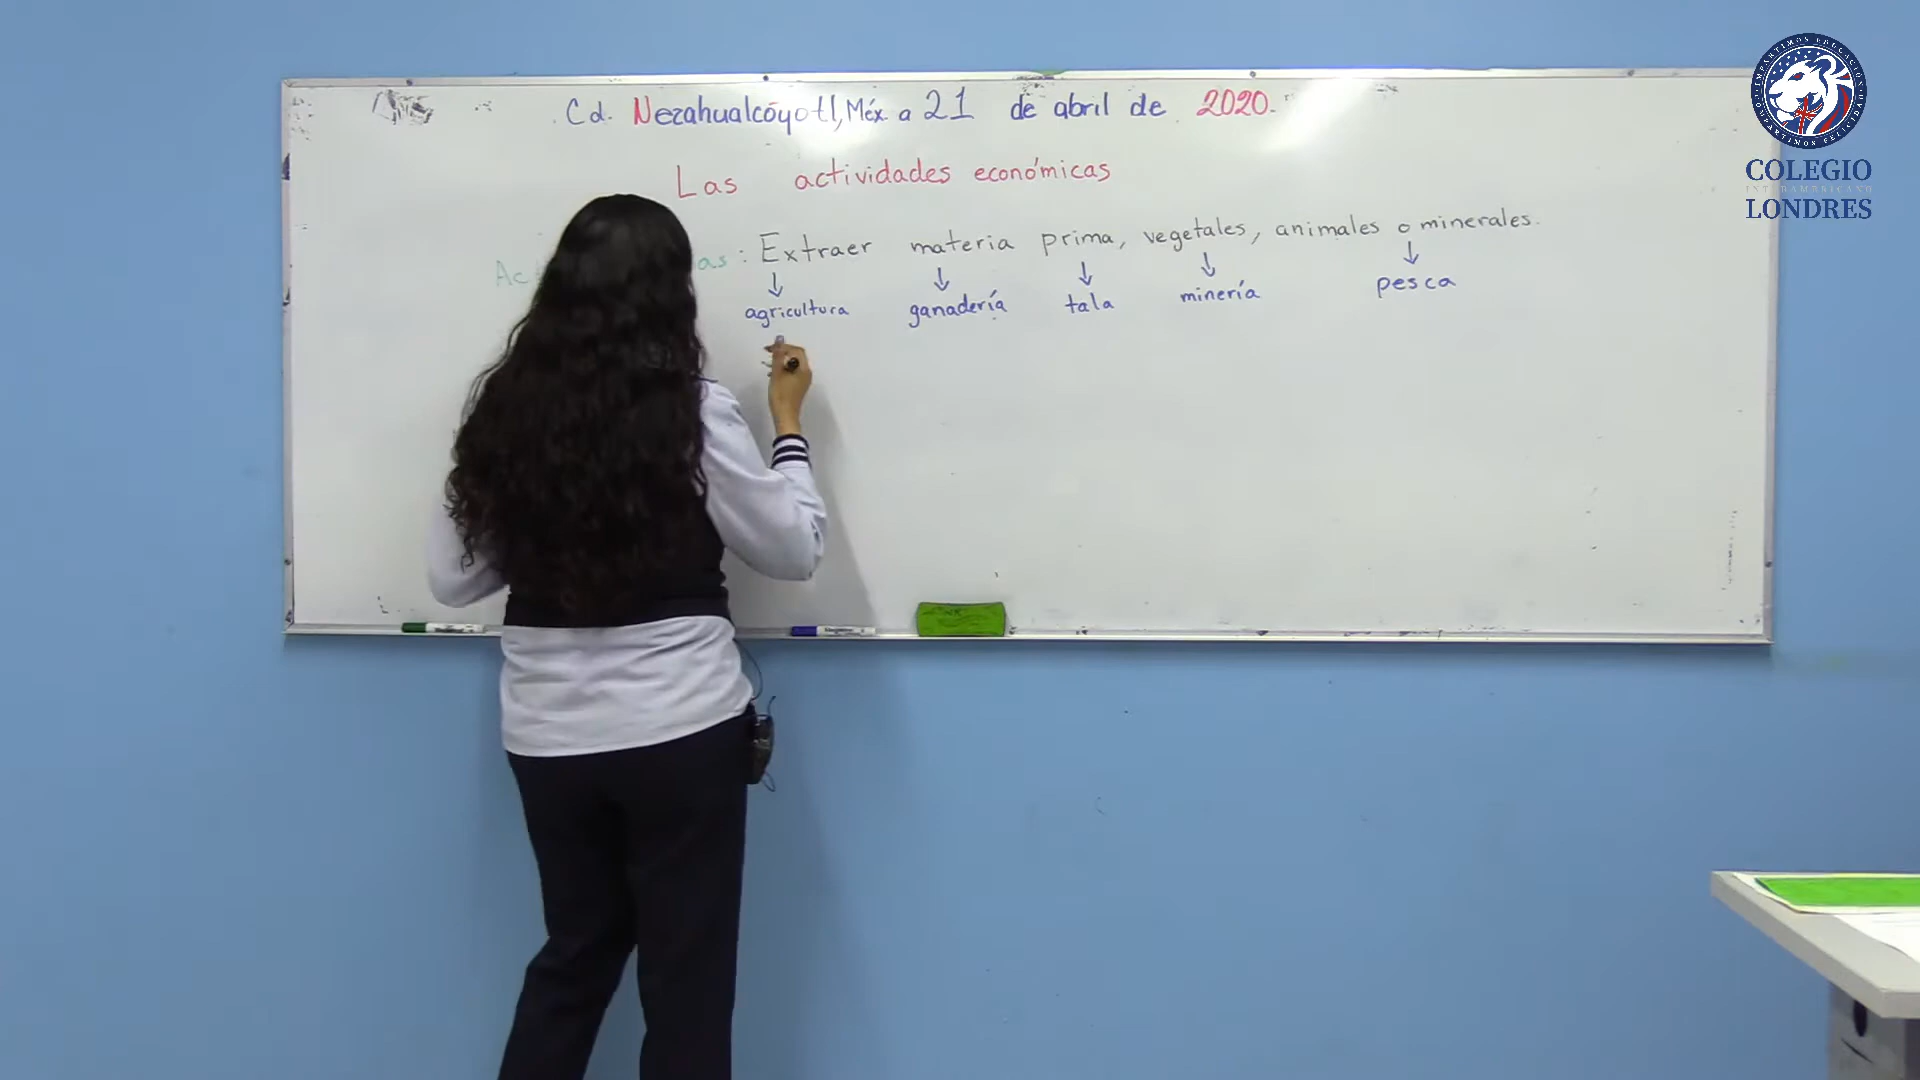 Cd. Nezahualcóyotl, Méx. a 21 de abril de 2020.
Las actividades económicas
as: Extraer materia prima, vegetales, animales o minerales.
agricultura ganadería tala minería pesca
COLEGIO
INTERAMERICANO
LONDRES